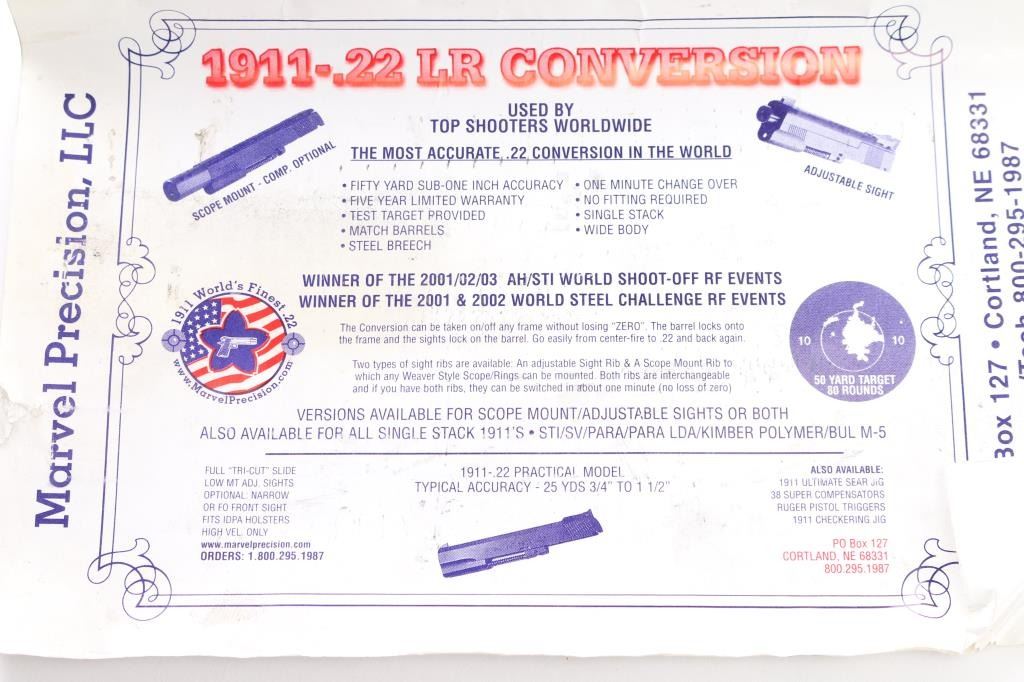 Marvel Precision, LLC
1911-.22 LR CONVERSION
USED BY
TOP SHOOTERS WORLDWIDE
THE MOST ACCURATE .22 CONVERSION IN THE WORLD
SCOPE MOUNT - COMP. OPTIONAL
ADJUSTABLE SIGHT
• FIFTY YARD SUB-ONE INCH ACCURACY
• FIVE YEAR LIMITED WARRANTY
• TEST TARGET PROVIDED
• MATCH BARRELS
• STEEL BREECH
• ONE MINUTE CHANGE OVER
• NO FITTING REQUIRED
• SINGLE STACK
• WIDE BODY
WINNER OF THE 2001/02/03 AH/STI WORLD SHOOT-OFF RF EVENTS
WINNER OF THE 2001 & 2002 WORLD STEEL CHALLENGE RF EVENTS
1911 World's Finest .22
www.MarvelPrecision.com
The Conversion can be taken on/off any frame without losing "ZERO". The barrel locks onto
the frame and the sights lock on the barrel. Go easily from center-fire to .22 and back again.
Two types of sight ribs are available: An adjustable Sight Rib & A Scope Mount Rib to
which any Weaver Style Scope/Rings can be mounted. Both ribs are interchangeable
and if you have both ribs, they can be switched in about one minute (no loss of zero)
10 10
50 YARD TARGET
80 ROUNDS
VERSIONS AVAILABLE FOR SCOPE MOUNT/ADJUSTABLE SIGHTS OR BOTH
ALSO AVAILABLE FOR ALL SINGLE STACK 1911'S • STI/SV/PARA/PARA LDA/KIMBER POLYMER/BUL M-5
FULL "TRI-CUT" SLIDE
LOW MT ADJ. SIGHTS
OPTIONAL: NARROW
OR FO FRONT SIGHT
FITS IDPA HOLSTERS
HIGH VEL. ONLY
www.marvelprecision.com
ORDERS: 1.800.295.1987
1911-.22 PRACTICAL MODEL
TYPICAL ACCURACY - 25 YDS 3/4" TO 1 1/2"
ALSO AVAILABLE:
1911 ULTIMATE SEAR JIG
38 SUPER COMPENSATORS
RUGER PISTOL TRIGGERS
1911 CHECKERING JIG
PO Box 127
CORTLAND, NE 68331
800.295.1987
Box 127 • Cortland, NE 68331
/Tech 800-295-1987